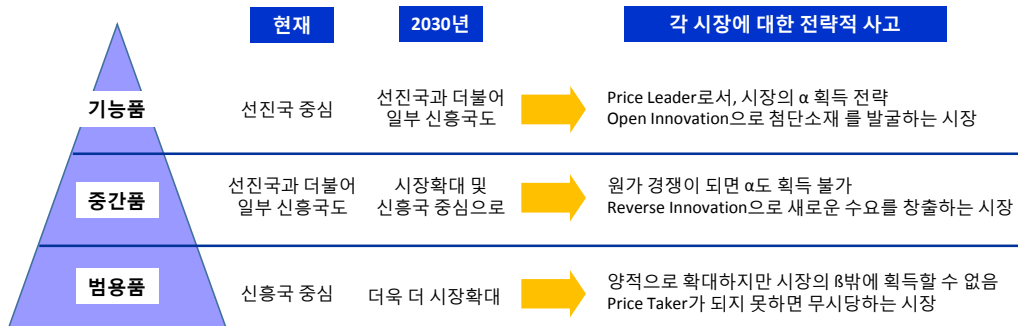 현재
2030년
각 시장에 대한 전략적 사고
기능품
선진국 중심
선진국과 더불어
일부 신흥국도
Price Leader로서, 시장의 α 획득 전략
Open Innovation으로 첨단소재 를 발굴하는 시장
중간품
선진국과 더불어
일부 신흥국도
시장확대 및
신흥국 중심으로
원가 경쟁이 되면 α도 획득 불가
Reverse Innovation으로 새로운 수요를 창출하는 시장
범용품
신흥국 중심
더욱 더 시장확대
양적으로 확대하지만 시장의 ß밖에 획득할 수 없음
Price Taker가 되지 못하면 무시당하는 시장